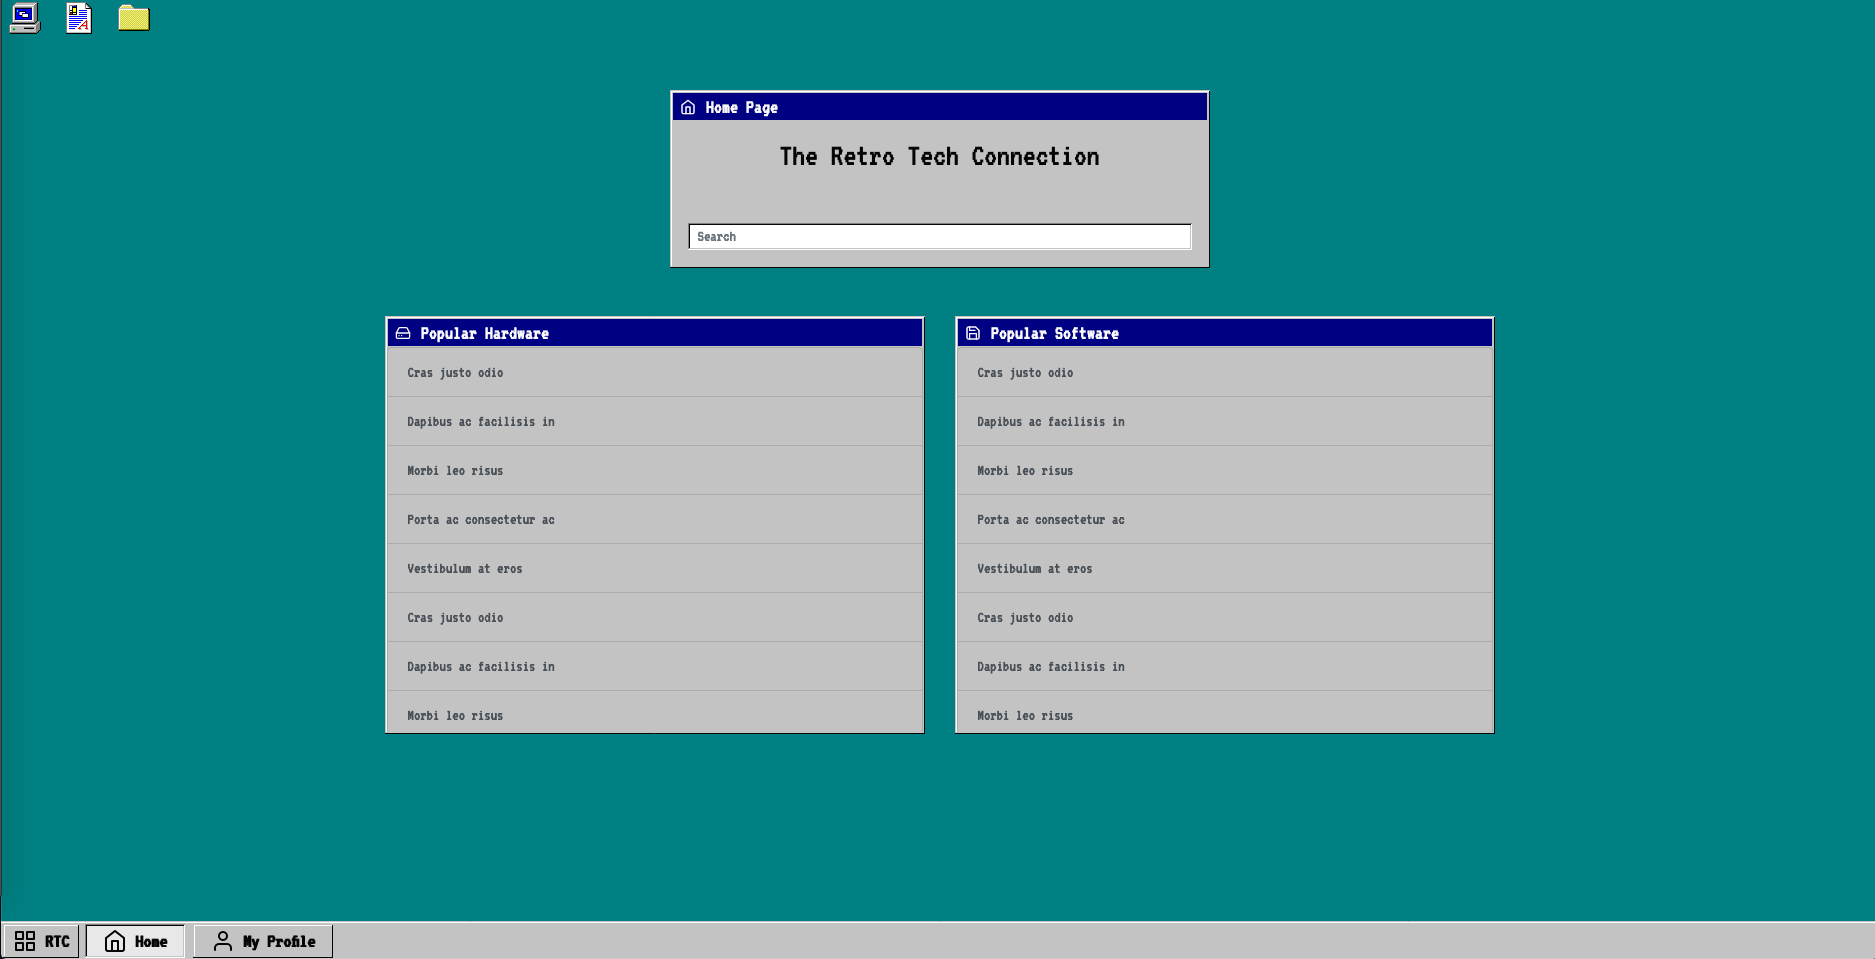 Home Page
The Retro Tech Connection
Search
Popular Hardware
Cras justo odio
Dapibus ac facilisis in
Morbi leo risus
Porta ac consectetur ac
Vestibulum at eros
Cras justo odio
Dapibus ac facilisis in
Morbi leo risus
Popular Software
Cras justo odio
Dapibus ac facilisis in
Morbi leo risus
Porta ac consectetur ac
Vestibulum at eros
Cras justo odio
Dapibus ac facilisis in
Morbi leo risus
RTC
Home
My Profile